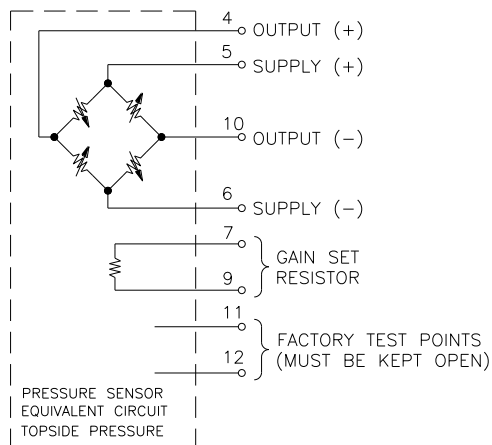 4 OUTPUT (+)
5 SUPPLY (+)
10 OUTPUT (-)
6 SUPPLY (-)
7
GAIN SET
RESISTOR
9
11
FACTORY TEST POINTS
(MUST BE KEPT OPEN)
12
PRESSURE SENSOR
EQUIVALENT CIRCUIT
TOPSIDE PRESSURE